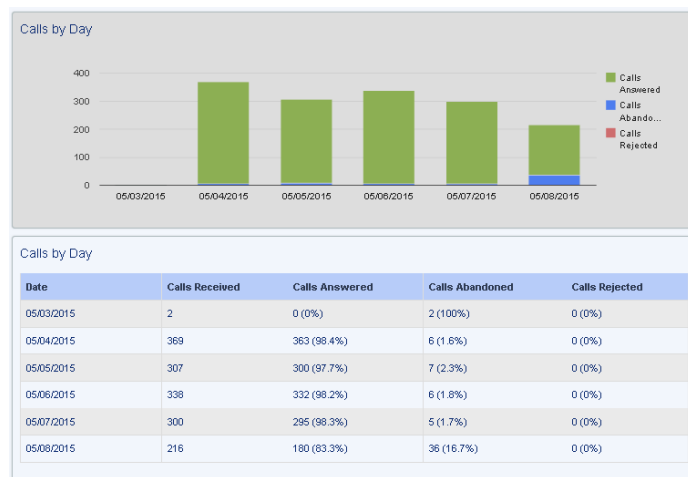 Calls by Day
400
300
200
100
0
05/03/2015 05/04/2015 05/05/2015 05/06/2015 05/07/2015 05/08/2015
Calls
Answered
Calls
Abando...
Calls
Rejected
Calls by Day
Date Calls Received Calls Answered Calls Abandoned Calls Rejected
05/03/2015 2 0 (0%) 2 (100%) 0 (0%)
05/04/2015 369 363 (98.4%) 6 (1.6%) 0 (0%)
05/05/2015 307 300 (97.7%) 7 (2.3%) 0 (0%)
05/06/2015 338 332 (98.2%) 6 (1.8%) 0 (0%)
05/07/2015 300 295 (98.3%) 5 (1.7%) 0 (0%)
05/08/2015 216 180 (83.3%) 36 (16.7%) 0 (0%)